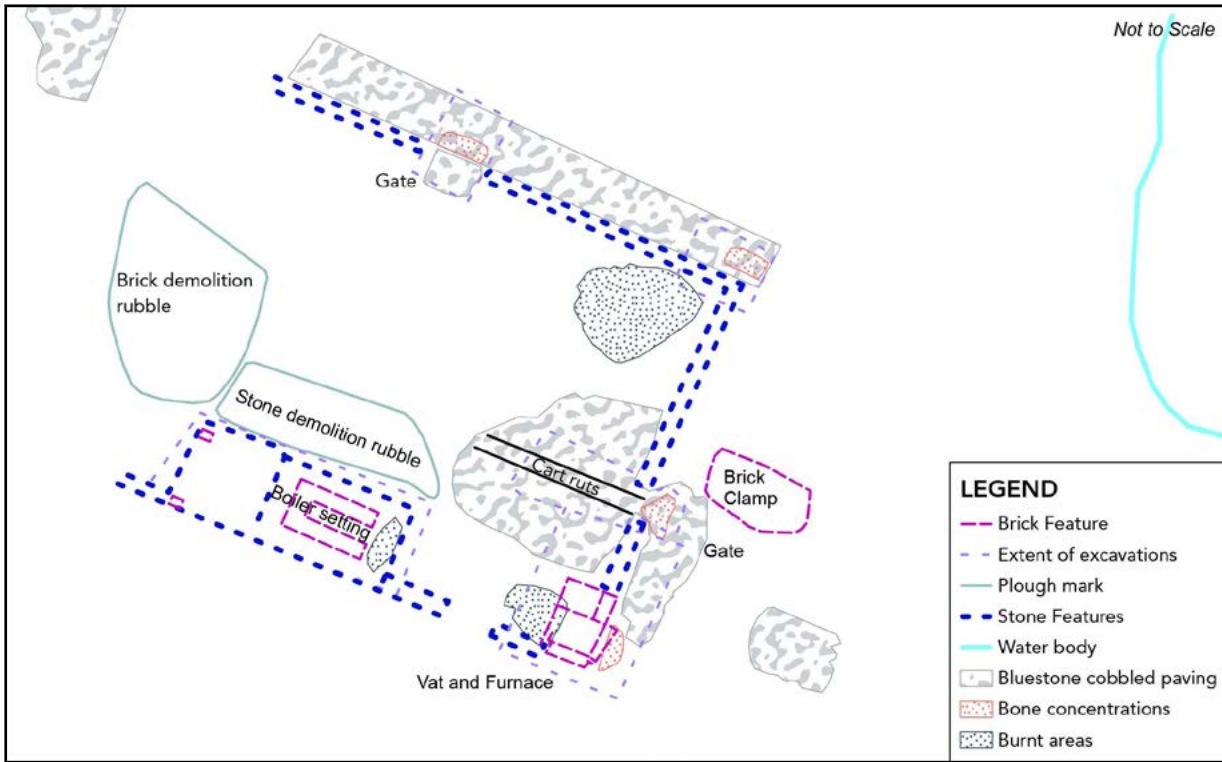 Not to Scale
Gate
Brick demolition
rubble
Stone demolition rubble
Boiler setting
Cart ruts
Brick
Clamp
Gate
Vat and Furnace
LEGEND
Brick Feature
Extent of excavations
Plough mark
Stone Features
Water body
Bluestone cobbled paving
Bone concentrations
Burnt areas